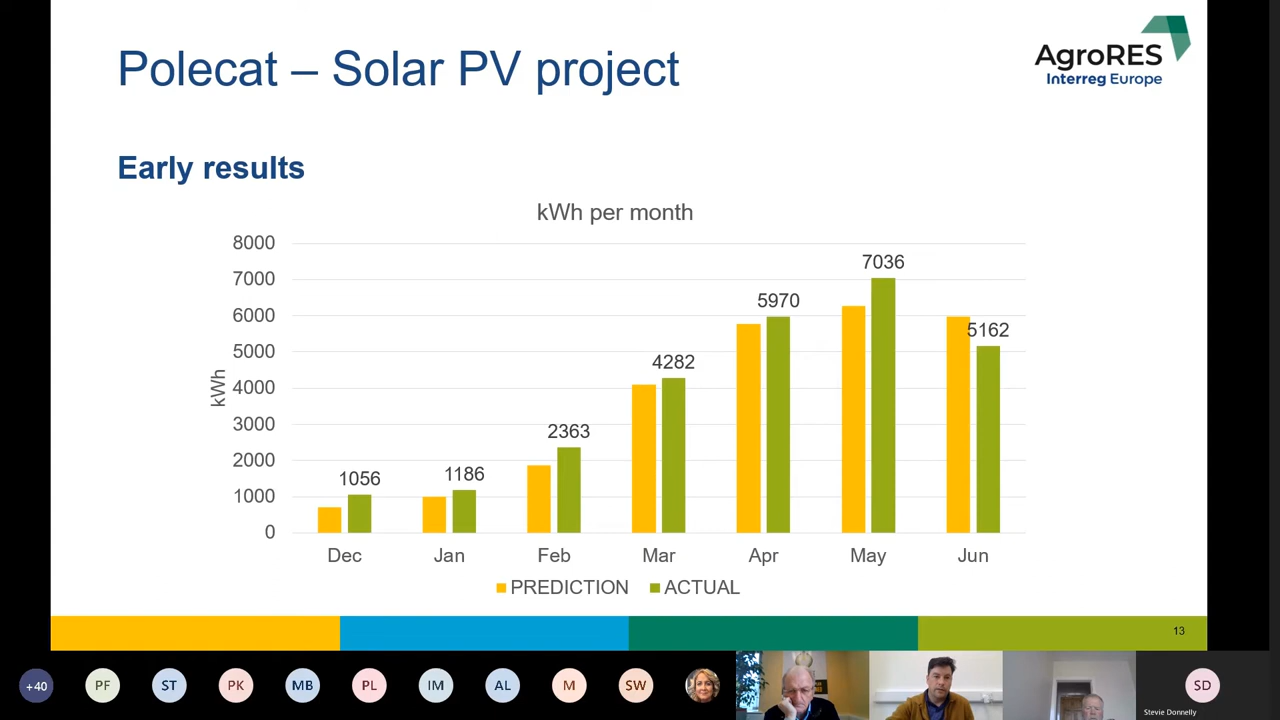 Polecat – Solar PV project
AgroRES
Interreg Europe
Early results
kWh per month
kWh
8000
7000
6000
5000
4000
3000
2000
1000
0
1056
1186
2363
4282
5970
7036
5162
Dec Jan Feb Mar Apr May Jun
PREDICTION ACTUAL
13
+40 PF ST PK MB PL IM AL M SW SD
Stevie Donnelly